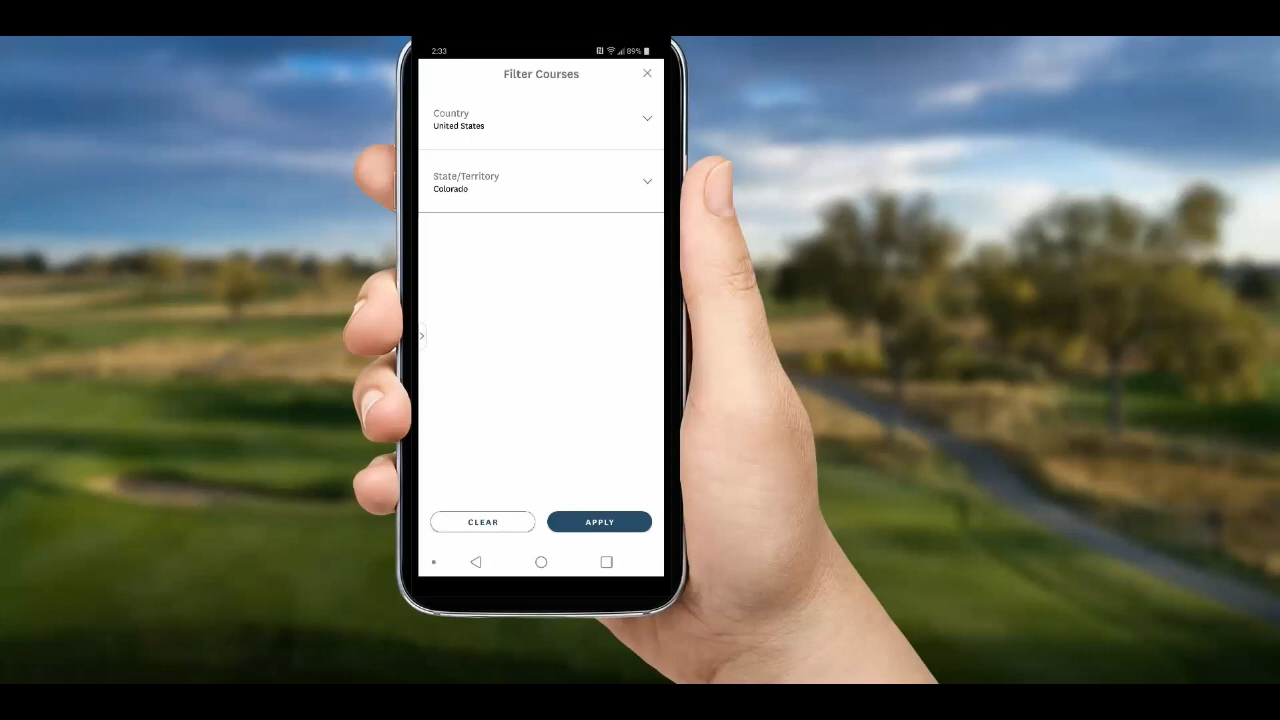 2:33
89%
Filter Courses
Country
United States
State/Territory
Colorado
CLEAR
APPLY